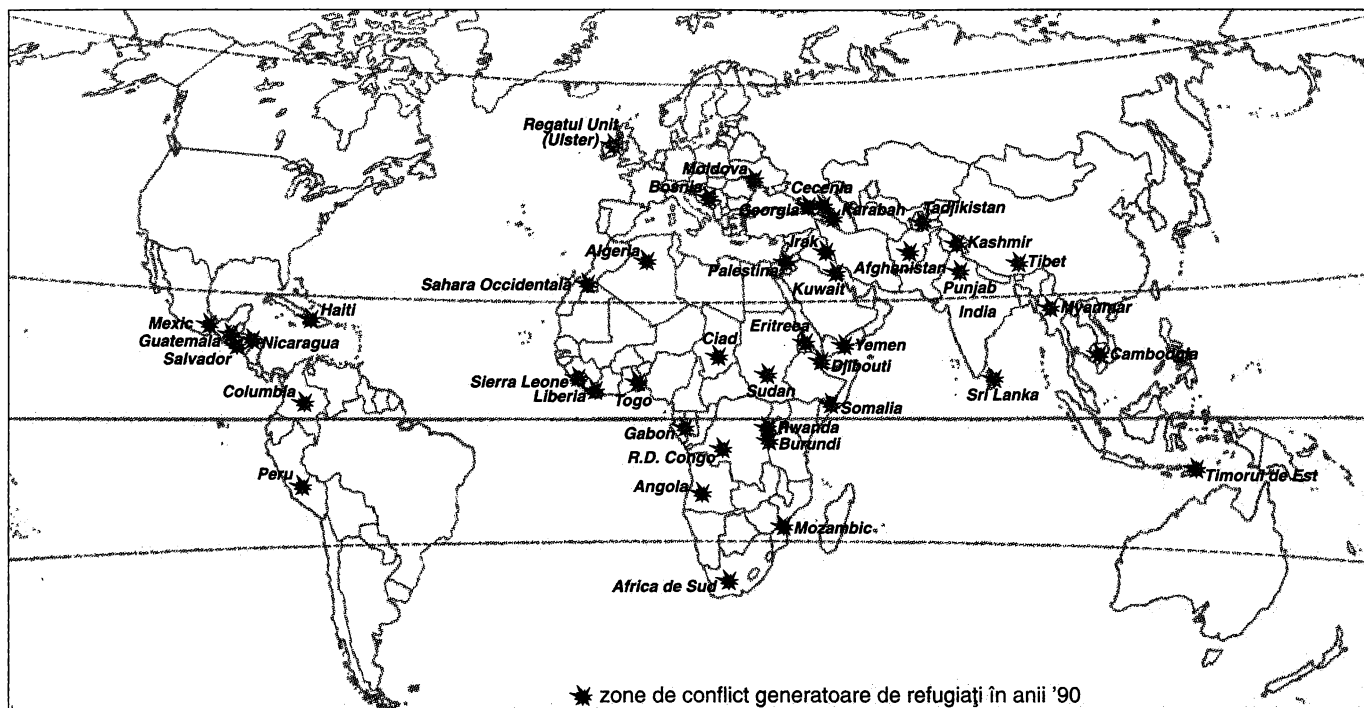 Regatul Unit
(Ulster)
Moldova
Bosnia
Cecenia
Georgia
Karabah
Tadjikistan
Algeria
Irak
Kashmir
Palestina
Afghanistan
Tibet
Sahara Occidentala
Kuwait
Punjab
India
Haiti
Mexic
Guatemala
Nicaragua
Salvador
Myanmar
Eritreea
Ciad
Yemen
Cambodgia
Djibouti
Sierra Leone
Sudan
Sri Lanka
Columbia
Liberia
Togo
Somalia
Gabon
Rwanda
Burundi
R.D. Congo
Peru
Timorul de Est
Angola
Mozambic
Africa de Sud
zone de conflict generatoare de refugiaţi în anii '90